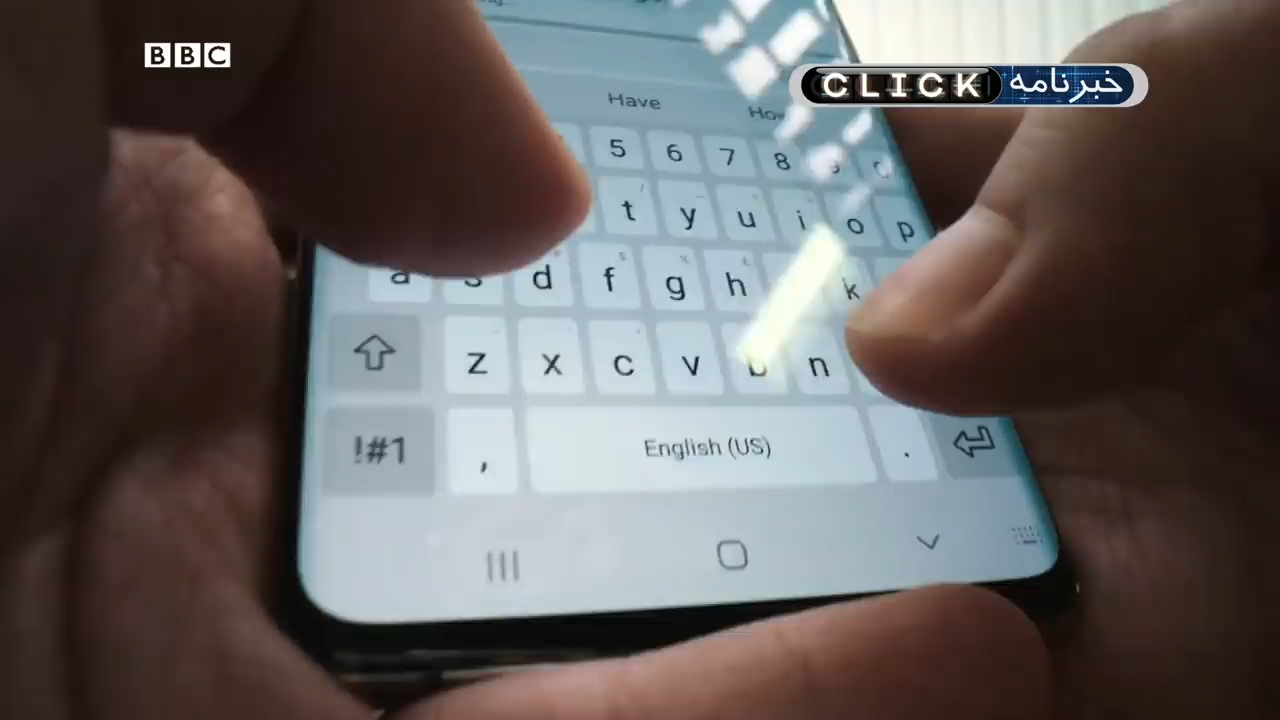 BBC
CLICK خبرنامه
Have
5 6 7 8
t y u i o p
a s d f g h k
z x c v b n
!#1 , English (US) .